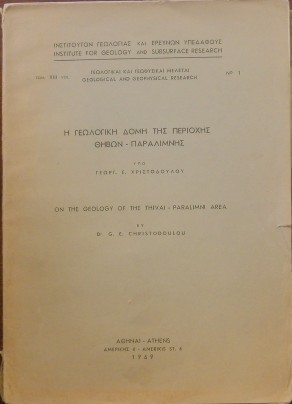 ΙΝΣΤΙΤΟΥΤΟΝ ΓΕΩΛΟΓΙΑΣ ΚΑΙ ΕΡΕΥΝΩΝ ΥΠΕΔΑΦΟΥΣ
INSTITUTE FOR GEOLOGY AND SUBSURFACE RESEARCH
ΓΕΩΛΟΓΙΚΑΙ ΚΑΙ ΓΕΩΦΥΣΙΚΑΙ ΜΕΛΕΤΑΙ
GEOLOGICAL AND GEOPHYSICAL RESEARCH
Νο 1
Η ΓΕΩΛΟΓΙΚΗ ΔΟΜΗ ΤΗΣ ΠΕΡΙΟΧΗΣ
ΘΗΒΩΝ - ΠΑΡΑΛΙΜΝΗΣ
ΥΠΟ
ΓΕΩΡΓ. Ε. ΧΡΙΣΤΟΔΟΥΛΟΥ
ON THE GEOLOGY OF THE THIVAI - PARALIMNI AREA
BY
G. E. CHRISTODOULOU
ΑΘΗΝΑΙ - ATHENS
1969